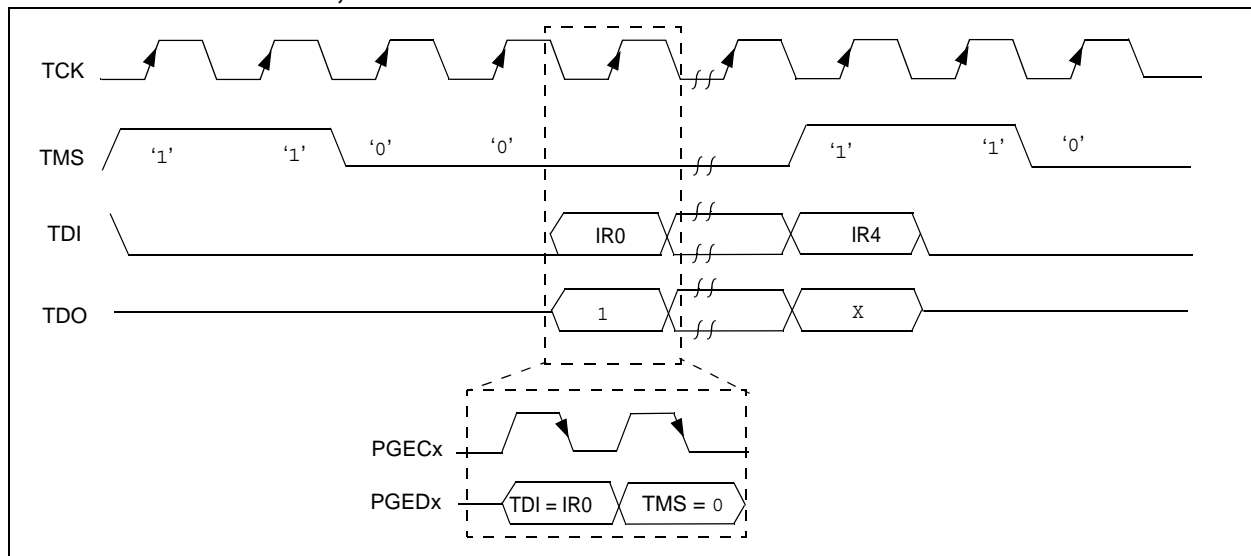 TCK
TMS
‘1’ ‘1’ ‘0’ ‘0’ ‘1’ ‘1’ ‘0’
TDI
IR0 IR4
TDO
1 X
PGECx
PGEDx
TDI = IR0 TMS = 0